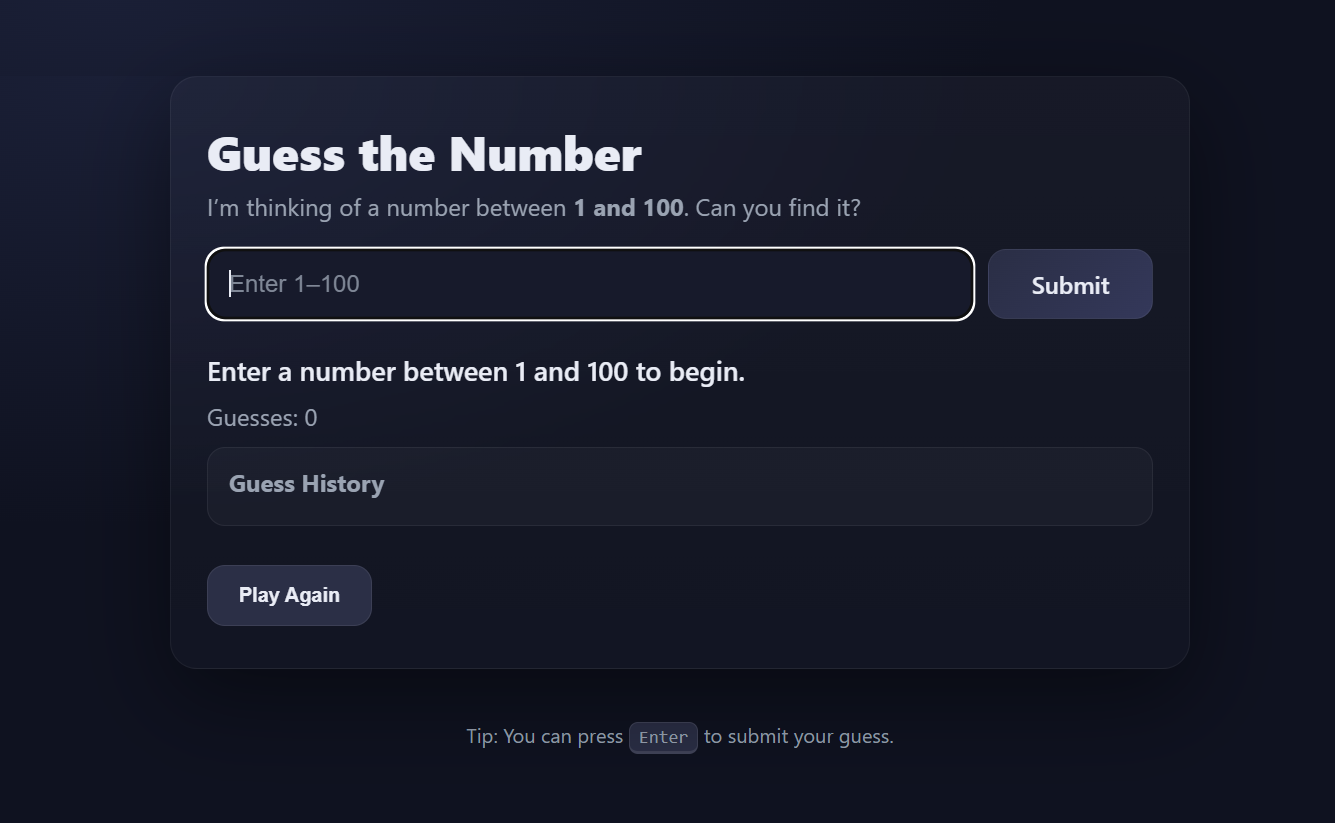 Guess the Number
I’m thinking of a number between 1 and 100. Can you find it?
Enter 1–100
Submit
Enter a number between 1 and 100 to begin.
Guesses: 0
Guess History
Play Again
Tip: You can press Enter to submit your guess.